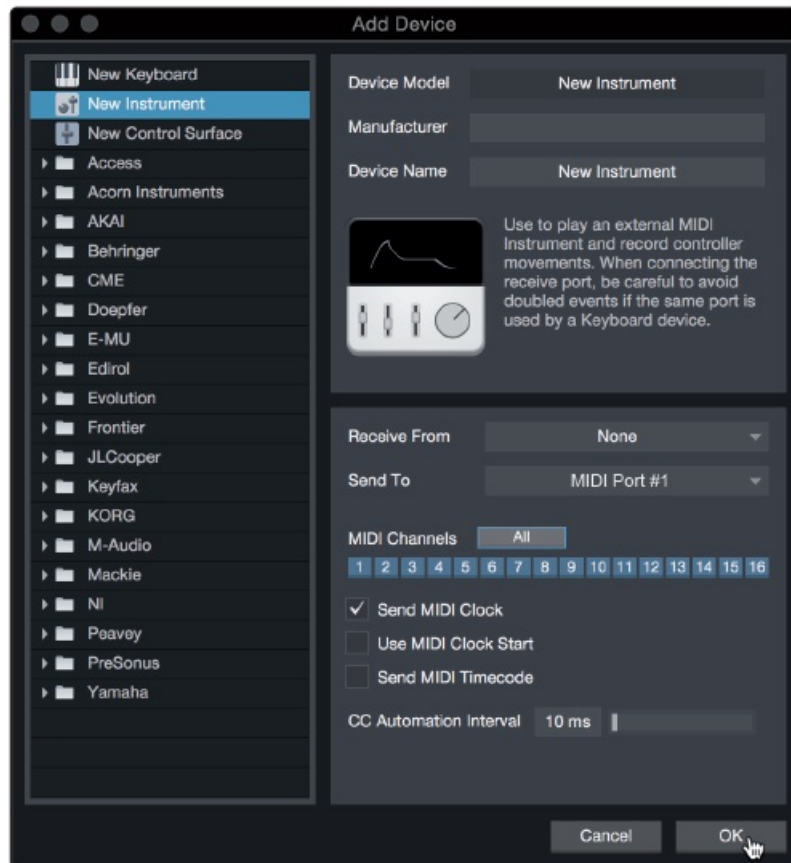 Add Device
New Keyboard
New Instrument
New Control Surface
Access
Acorn Instruments
AKAI
Behringer
CME
Doepfer
E-MU
Edirol
Evolution
Frontier
JLCooper
Keyfax
KORG
M-Audio
Mackie
NI
Peavey
PreSonus
Yamaha
Device Model New Instrument
Manufacturer
Device Name New Instrument
Use to play an external MIDI
Instrument and record controller
movements. When connecting the
receive port, be careful to avoid
doubled events if the same port is
used by a Keyboard device.
Receive From None
Send To MIDI Port #1
MIDI Channels All
1 2 3 4 5 6 7 8 9 10 11 12 13 14 15 16
Send MIDI Clock
Use MIDI Clock Start
Send MIDI Timecode
CC Automation Interval 10 ms
Cancel OK